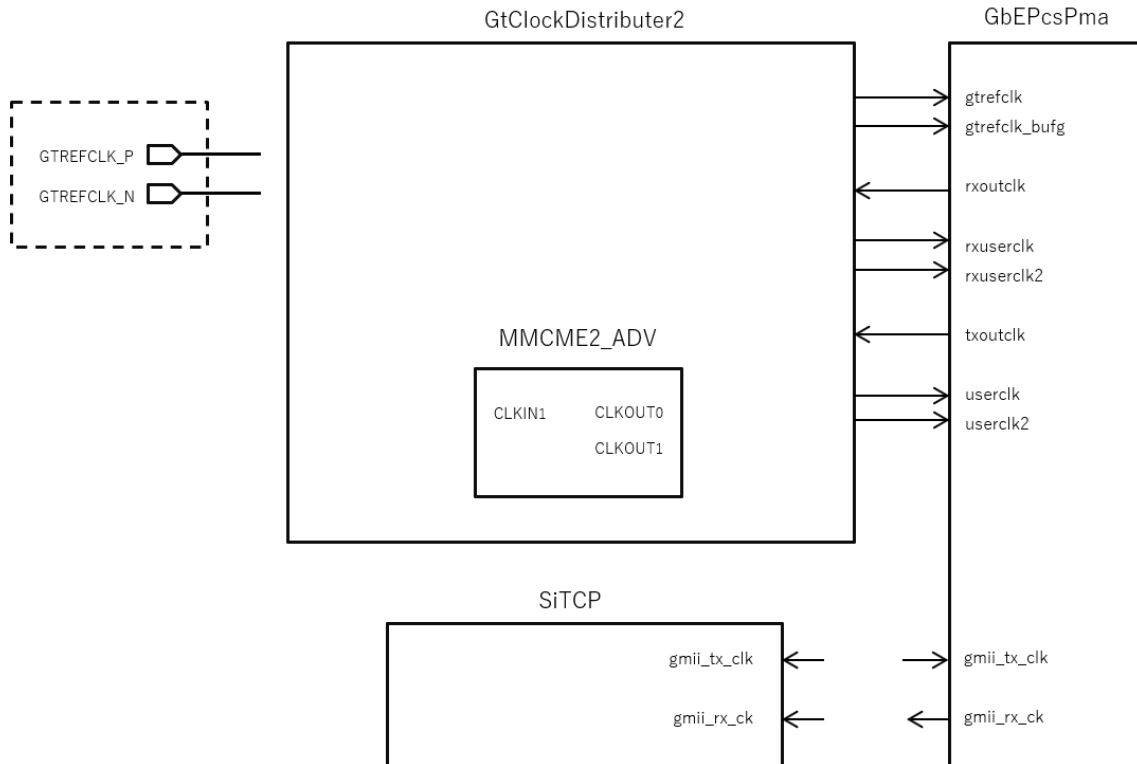 GtClockDistributer2
GbEPcsPma
gtrefclk
gtrefclk_bufg
GTREFCLK_P
GTREFCLK_N
rxoutclk
rxuserclk
rxuserclk2
MMCME2_ADV
txoutclk
userclk
userclk2
CLKIN1
CLKOUT0
CLKOUT1
SiTCP
gmii_tx_clk
gmii_tx_clk
gmii_rx_ck
gmii_rx_ck